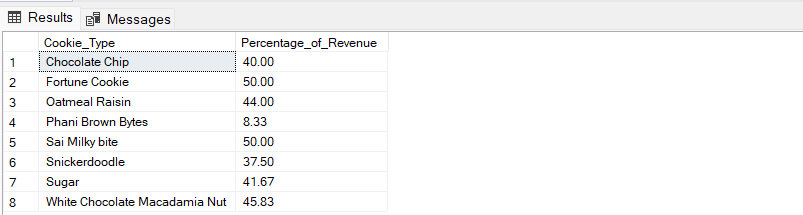 Results Messages
Cookie_Type Percentage_of_Revenue
1 Chocolate Chip 40.00
2 Fortune Cookie 50.00
3 Oatmeal Raisin 44.00
4 Phani Brown Bytes 8.33
5 Sai Milky bite 50.00
6 Snickerdoodle 37.50
7 Sugar 41.67
8 White Chocolate Macadamia Nut 45.83